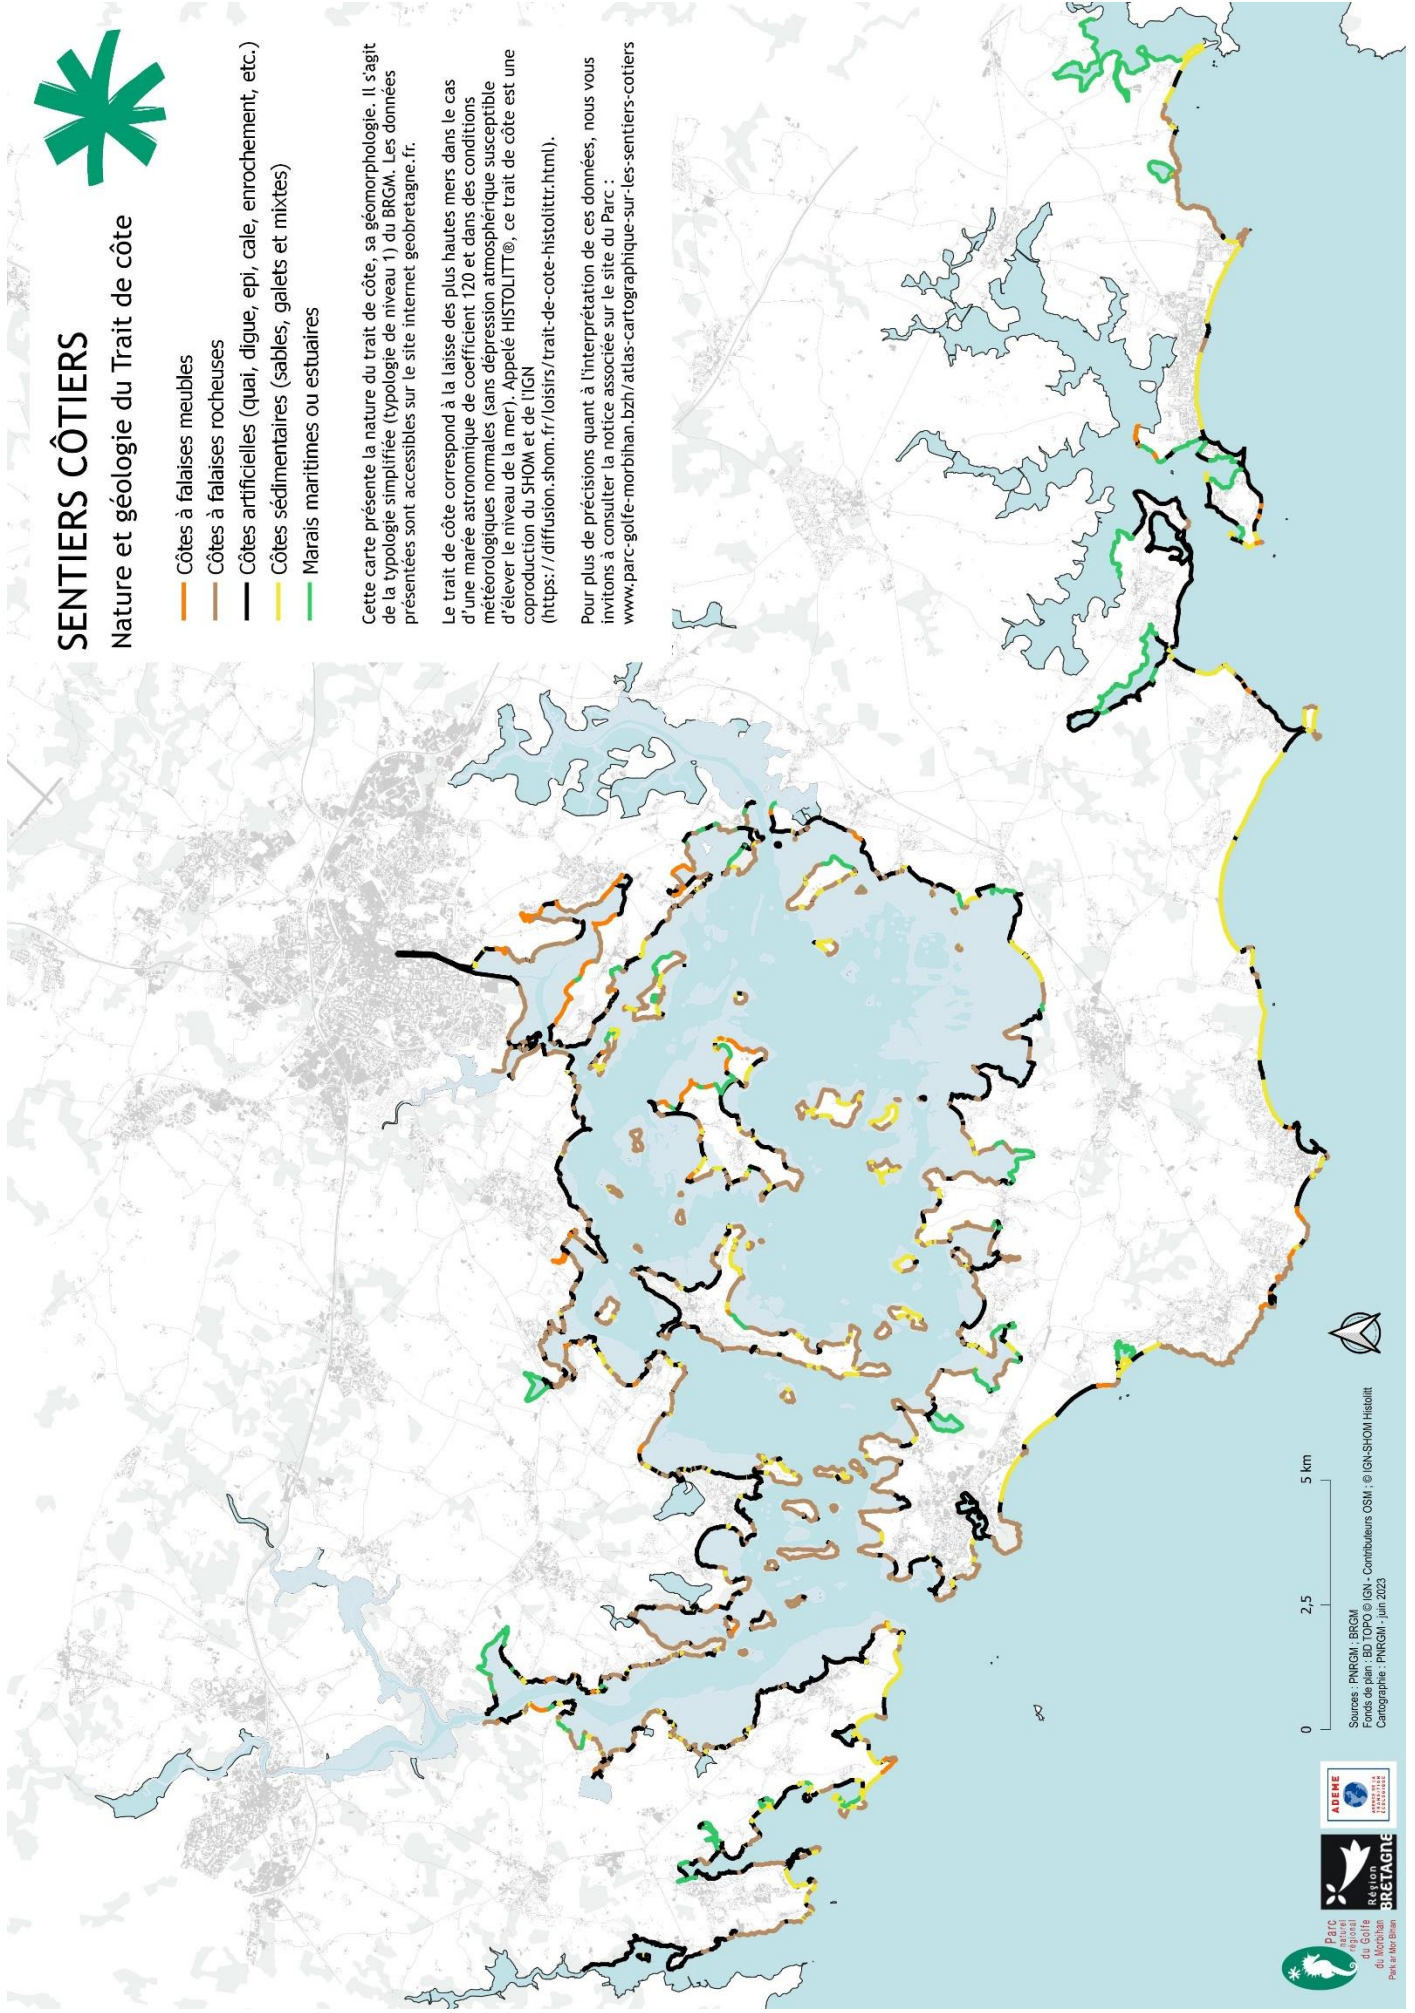 SENTIERS CÔTIERS
Nature et géologie du Trait de côte
Côtes à falaises meubles
Côtes à falaises rocheuses
Côtes artificielles (quai, digue, epi, cale, enrochement, etc.)
Côtes sédimentaires (sables, galets et mixtes)
Marais maritimes ou estuaires
Cette carte présente la nature du trait de côte, sa géomorphologie. Il s'agit
de la typologie simplifiée (typologie de niveau 1) du BRGM. Les données
présentées sont accessibles sur le site internet geobretagne.fr.
Le trait de côte correspond à la laisse des plus hautes mers dans le cas
d'une marée astronomique de coefficient 120 et dans des conditions
météorologiques normales (sans dépression atmosphérique susceptible
d'élever le niveau de la mer). Appelé HISTOLITT®, ce trait de côte est une
coproduction du SHOM et de l'IGN
(https://diffusion.shom.fr/loisirs/trait-de-cote-histolittr.html).
Pour plus de précisions quant à l'interprétation de ces données, nous vous
invitons à consulter la notice associée sur le site du Parc :
www.parc-golfe-morbihan.bzh/atlas-cartographique-sur-les-sentiers-cotiers
0 2,5 5 km
Sources : PNRGM ; BRGM
Fonds de plan : BD TOPO © IGN - Contributeurs OSM ; © IGN-SHOM Histolitt
Cartographie : PNRGM - juin 2023
Parc
naturel
régional
du Golfe
du Morbihan
Park ar Mor Bihan
Région
BRETAGNE
ADEME
AGENCE DE LA
TRANSITION
ÉCOLOGIQUE